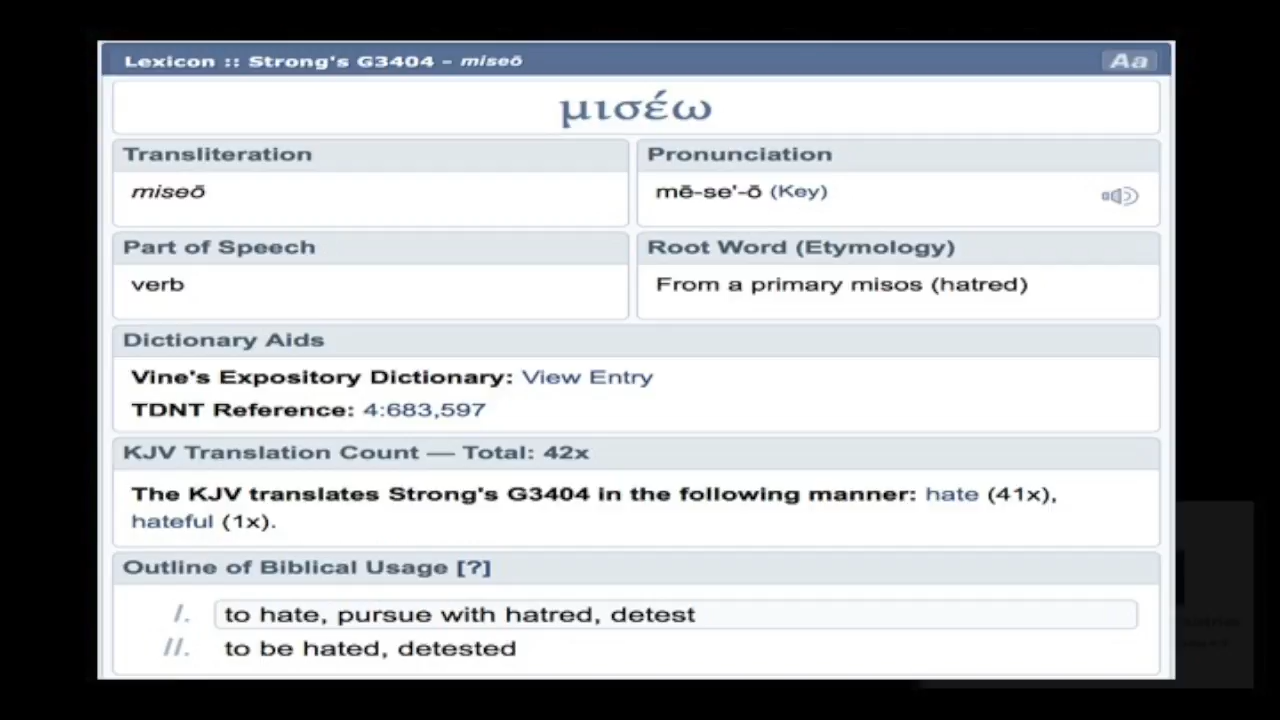 Lexicon :: Strong's G3404 - miseō
Aa
μισέω
Transliteration
miseō
Pronunciation
mē-se'-ō (Key)
Part of Speech
verb
Root Word (Etymology)
From a primary misos (hatred)
Dictionary Aids
Vine's Expository Dictionary: View Entry
TDNT Reference: 4:683,597
KJV Translation Count — Total: 42x
The KJV translates Strong's G3404 in the following manner: hate (41x),
hateful (1x).
Outline of Biblical Usage [?]
I. to hate, pursue with hatred, detest
II. to be hated, detested